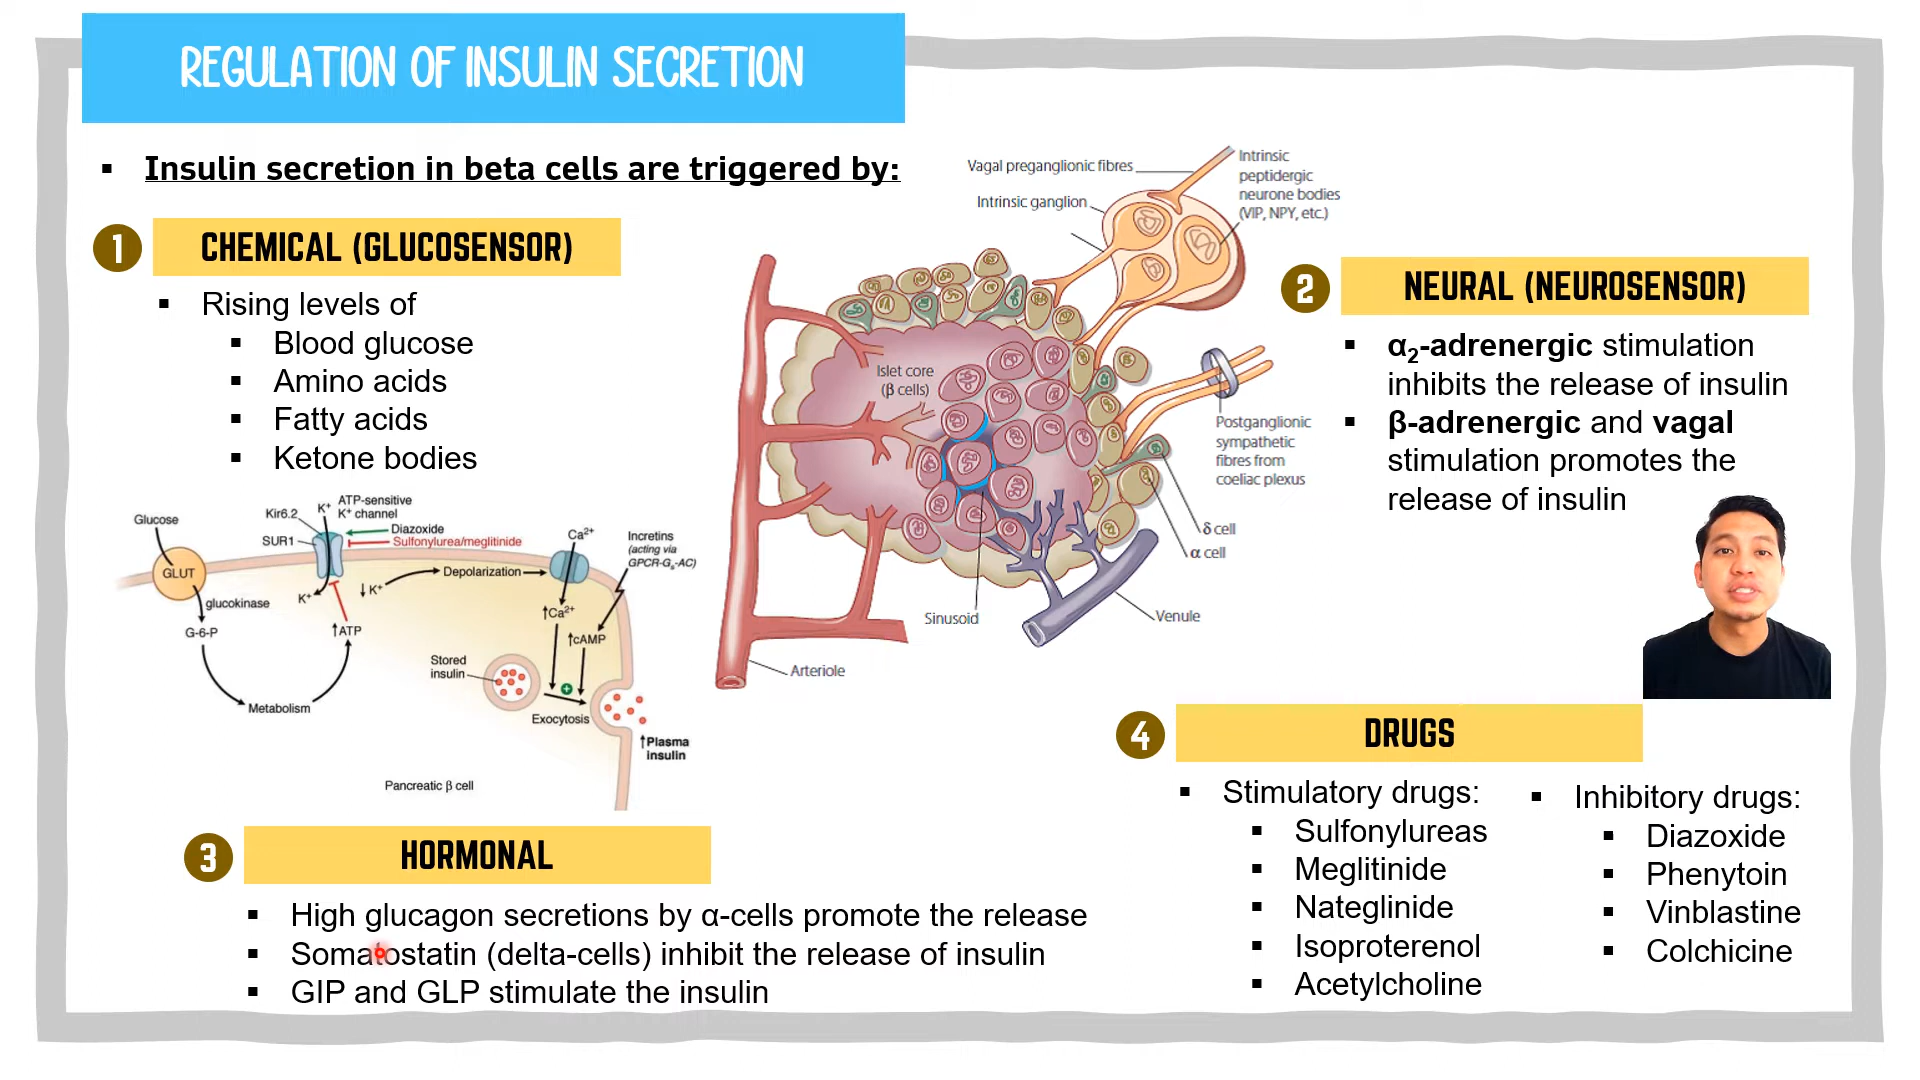 REGULATION OF INSULIN SECRETION
▪ Insulin secretion in beta cells are triggered by:
1 CHEMICAL (GLUCOSENSOR)
▪ Rising levels of
▪ Blood glucose
▪ Amino acids
▪ Fatty acids
▪ Ketone bodies
Glucose
GLUT
glucokinase
G-6-P
Metabolism
↑ATP
Kir6.2
SUR1
K⁺
ATP-sensitive
K⁺ channel
Diazoxide
Sulfonylurea/meglitinide
K⁺
↓K⁺
Depolarization
Ca²⁺
↑Ca²⁺
Incretins
(acting via
GPCR-Gₛ-AC)
↑cAMP
Stored
insulin
+
Exocytosis
↑Plasma
insulin
Pancreatic β cell
Vagal preganglionic fibres
Intrinsic ganglion
Intrinsic
peptidergic
neurone bodies
(VIP, NPY, etc.)
Islet core
(β cells)
Postganglionic
sympathetic
fibres from
coeliac plexus
δ cell
α cell
Sinusoid
Venule
Arteriole
2 NEURAL (NEUROSENSOR)
▪ α₂-adrenergic stimulation
inhibits the release of insulin
▪ β-adrenergic and vagal
stimulation promotes the
release of insulin
3 HORMONAL
▪ High glucagon secretions by α-cells promote the release
▪ Somatostatin (delta-cells) inhibit the release of insulin
▪ GIP and GLP stimulate the insulin
4 DRUGS
▪ Stimulatory drugs:
▪ Sulfonylureas
▪ Meglitinide
▪ Nateglinide
▪ Isoproterenol
▪ Acetylcholine
▪ Inhibitory drugs:
▪ Diazoxide
▪ Phenytoin
▪ Vinblastine
▪ Colchicine